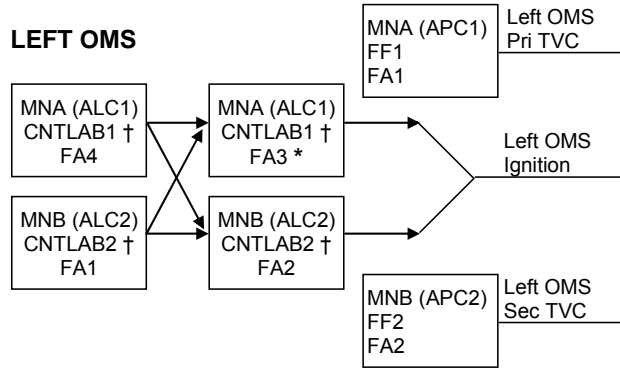 LEFT OMS
MNA (APC1)
FF1
FA1
Left OMS
Pri TVC
MNA (ALC1)
CNTLAB1 †
FA4
MNA (ALC1)
CNTLAB1 †
FA3 *
Left OMS
Ignition
MNB (ALC2)
CNTLAB2 †
FA1
MNB (ALC2)
CNTLAB2 †
FA2
MNB (APC2)
FF2
FA2
Left OMS
Sec TVC